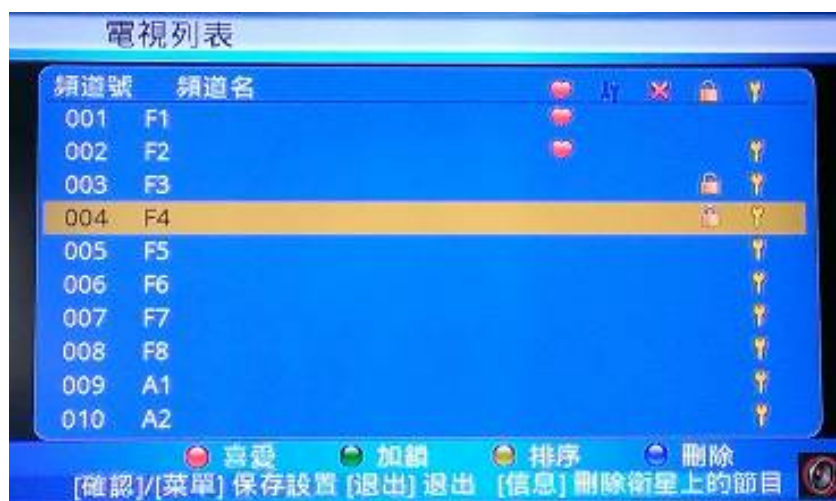 電視列表
頻道號 頻道名
001 F1
002 F2
003 F3
004 F4
005 F5
006 F6
007 F7
008 F8
009 A1
010 A2
喜愛 加鎖 排序 刪除
[確認]/[菜單] 保存設置 [退出] 退出 [信息] 刪除衛星上的節目